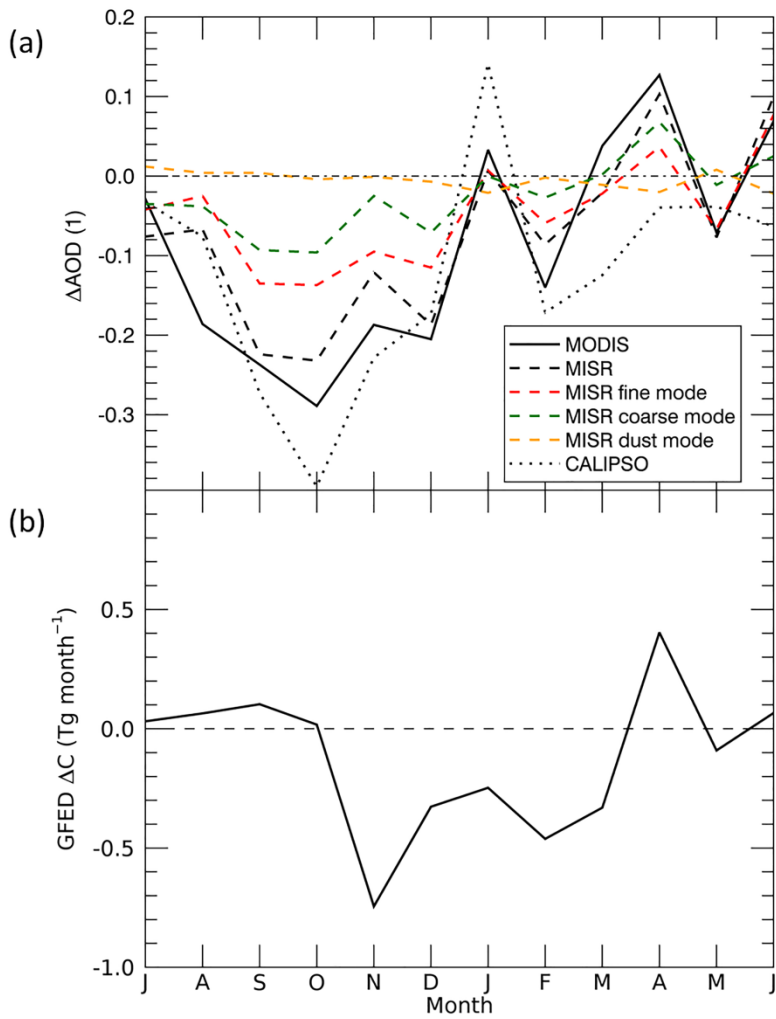 (a)
0.2
0.1
0.0
-0.1
-0.2
-0.3
ΔAOD (1)
MODIS
MISR
MISR fine mode
MISR coarse mode
MISR dust mode
CALIPSO
(b)
0.5
0.0
-0.5
-1.0
GFED ΔC (Tg month⁻¹)
J A S O N D J F M A M J
Month